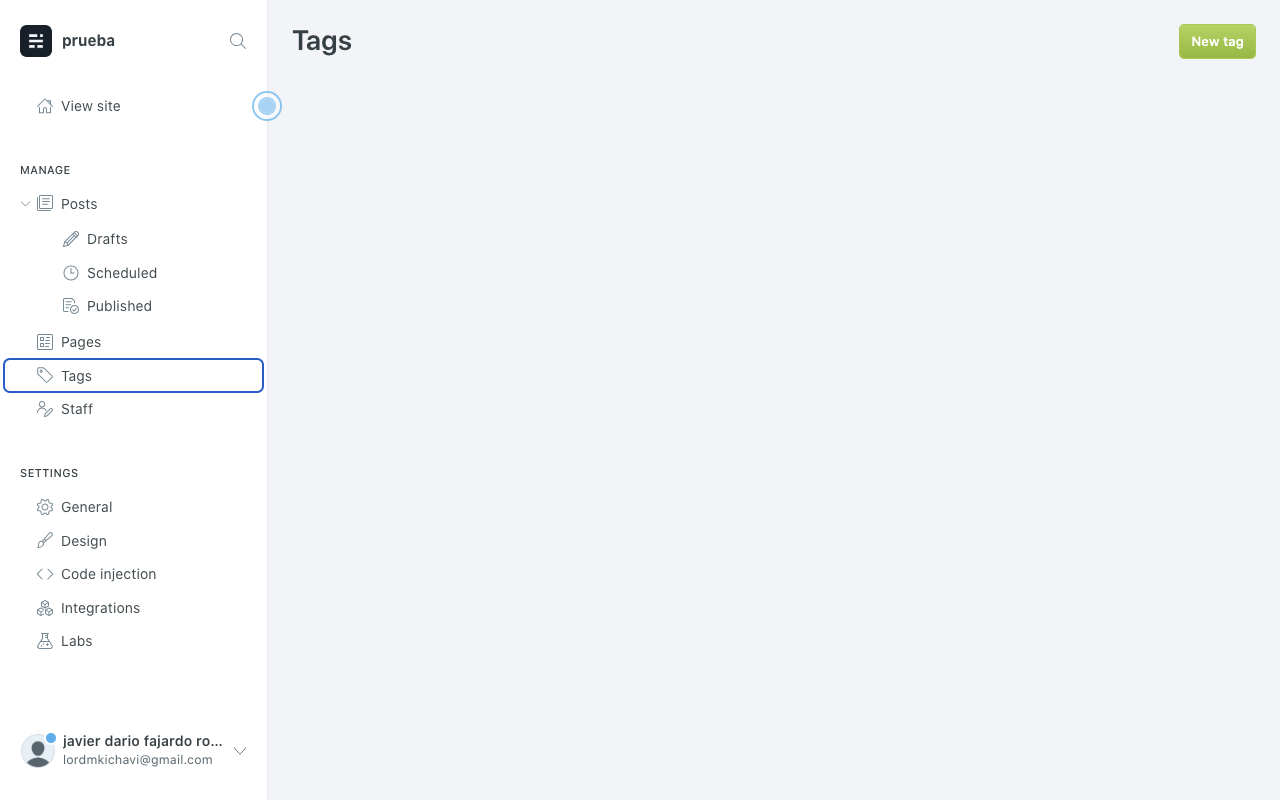 prueba
View site
MANAGE
Posts
Drafts
Scheduled
Published
Pages
Tags
Staff
SETTINGS
General
Design
Code injection
Integrations
Labs
javier dario fajardo ro...
lordmkichavi@gmail.com
Tags
New tag